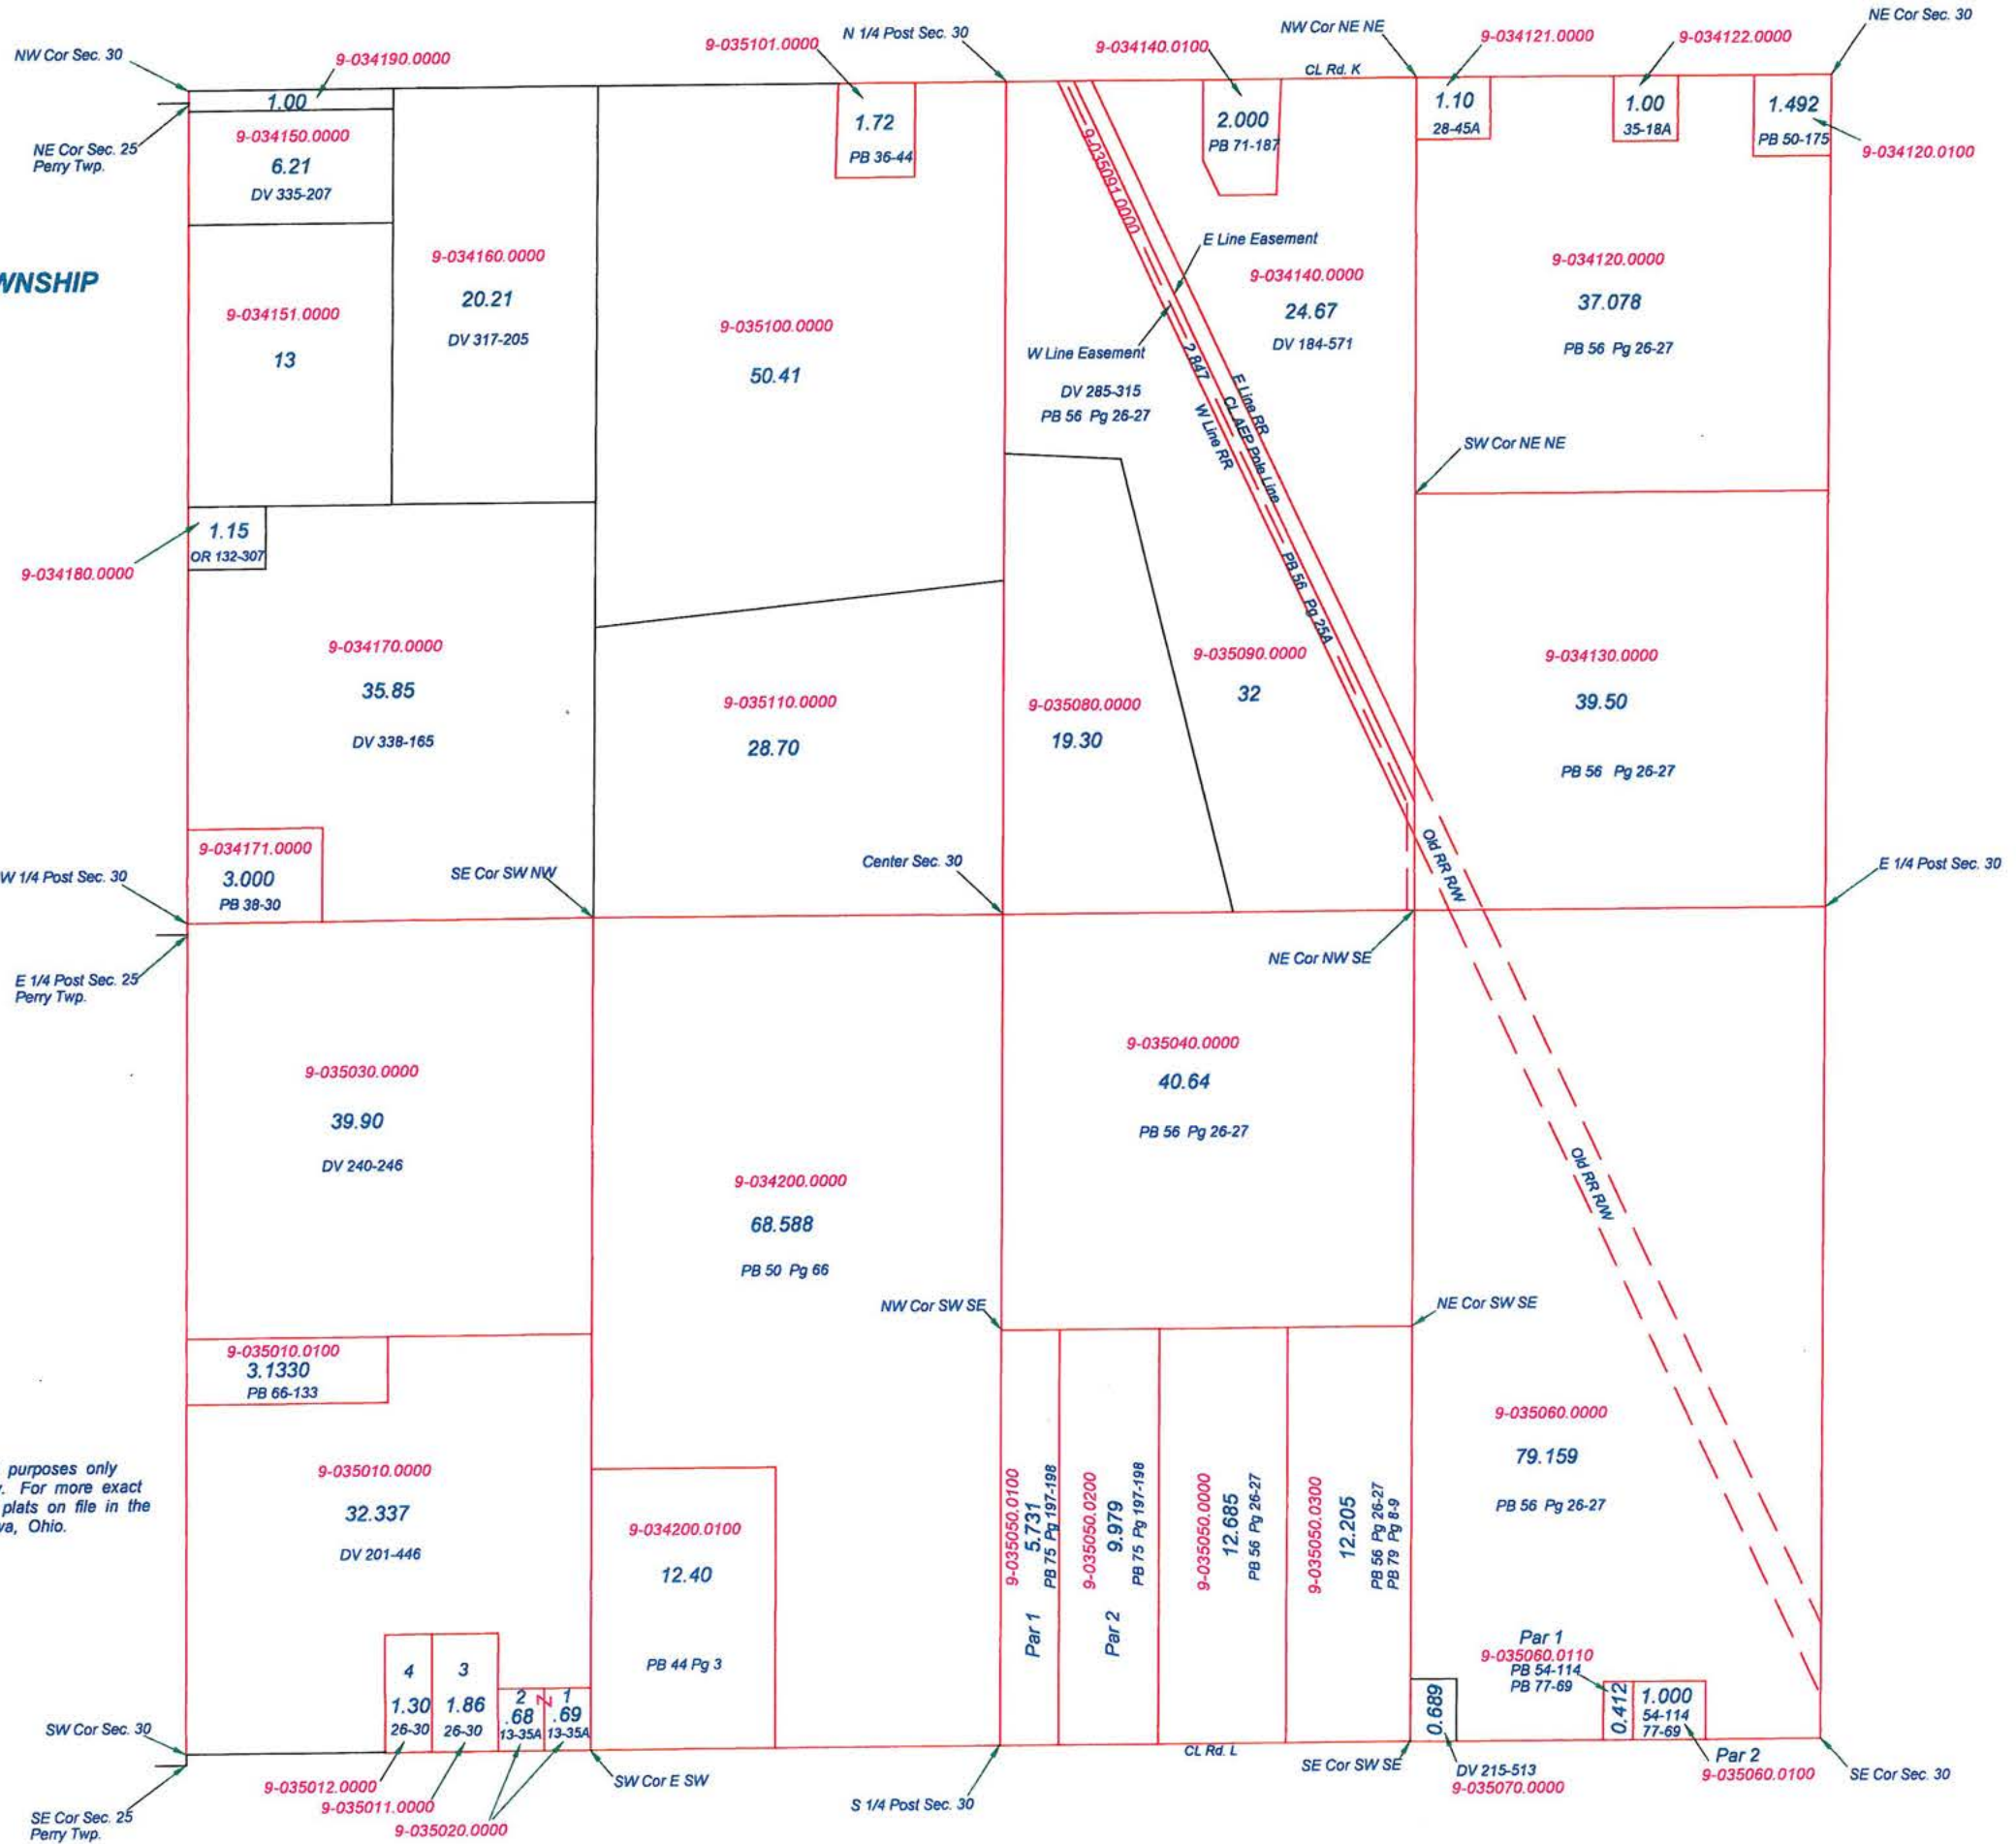 NW Cor Sec. 30
9-034190.0000
9-035101.0000
N 1/4 Post Sec. 30
9-034140.0100
NW Cor NE NE
CL Rd. K
9-034121.0000
9-034122.0000
NE Cor Sec. 30
1.00
NE Cor Sec. 25
Perry Twp.
9-034150.0000
6.21
DV 335-207
1.72
PB 36-44
9-035091.0000
2.000
PB 71-187
1.10
28-45A
1.00
35-18A
1.492
PB 50-175
9-034120.0100
WNSHIP
9-034151.0000
13
9-034160.0000
20.21
DV 317-205
9-035100.0000
50.41
E Line Easement
W Line Easement
DV 285-315
PB 56 Pg 26-27
9-034140.0000
24.67
DV 184-571
9-034120.0000
37.078
PB 56 Pg 26-27
2.847
E Line RR
CL AEP Pole Line
W Line RR
PB 56 Pg 25A
SW Cor NE NE
1.15
OR 132-307
9-034180.0000
9-034170.0000
35.85
DV 338-165
9-035110.0000
28.70
9-035080.0000
19.30
9-035090.0000
32
9-034130.0000
39.50
PB 56 Pg 26-27
9-034171.0000
3.000
PB 38-30
W 1/4 Post Sec. 30
SE Cor SW NW
Center Sec. 30
Old RR R/W
E 1/4 Post Sec. 30
E 1/4 Post Sec. 25
Perry Twp.
NE Cor NW SE
9-035030.0000
39.90
DV 240-246
9-034200.0000
68.588
PB 50 Pg 66
9-035040.0000
40.64
PB 56 Pg 26-27
Old RR R/W
NW Cor SW SE
NE Cor SW SE
9-035010.0100
3.1330
PB 66-133
purposes only
. For more exact
plats on file in the
va, Ohio.
9-035010.0000
32.337
DV 201-446
9-034200.0100
12.40
PB 44 Pg 3
9-035050.0100
5.731
PB 75 Pg 197-198
Par 1
9-035050.0200
9.979
PB 75 Pg 197-198
Par 2
9-035050.0000
12.685
PB 56 Pg 26-27
9-035050.0300
12.205
PB 56 Pg 26-27
PB 79 Pg 8-9
9-035060.0000
79.159
PB 56 Pg 26-27
Par 1
9-035060.0110
PB 54-114
PB 77-69
4
1.30
26-30
3
1.86
26-30
2
.68
13-35A
Z
1
.69
13-35A
0.689
0.412
1.000
54-114
77-69
SW Cor Sec. 30
SE Cor Sec. 25
Perry Twp.
9-035012.0000
9-035011.0000
9-035020.0000
SW Cor E SW
S 1/4 Post Sec. 30
CL Rd. L
SE Cor SW SE
DV 215-513
9-035070.0000
Par 2
9-035060.0100
SE Cor Sec. 30